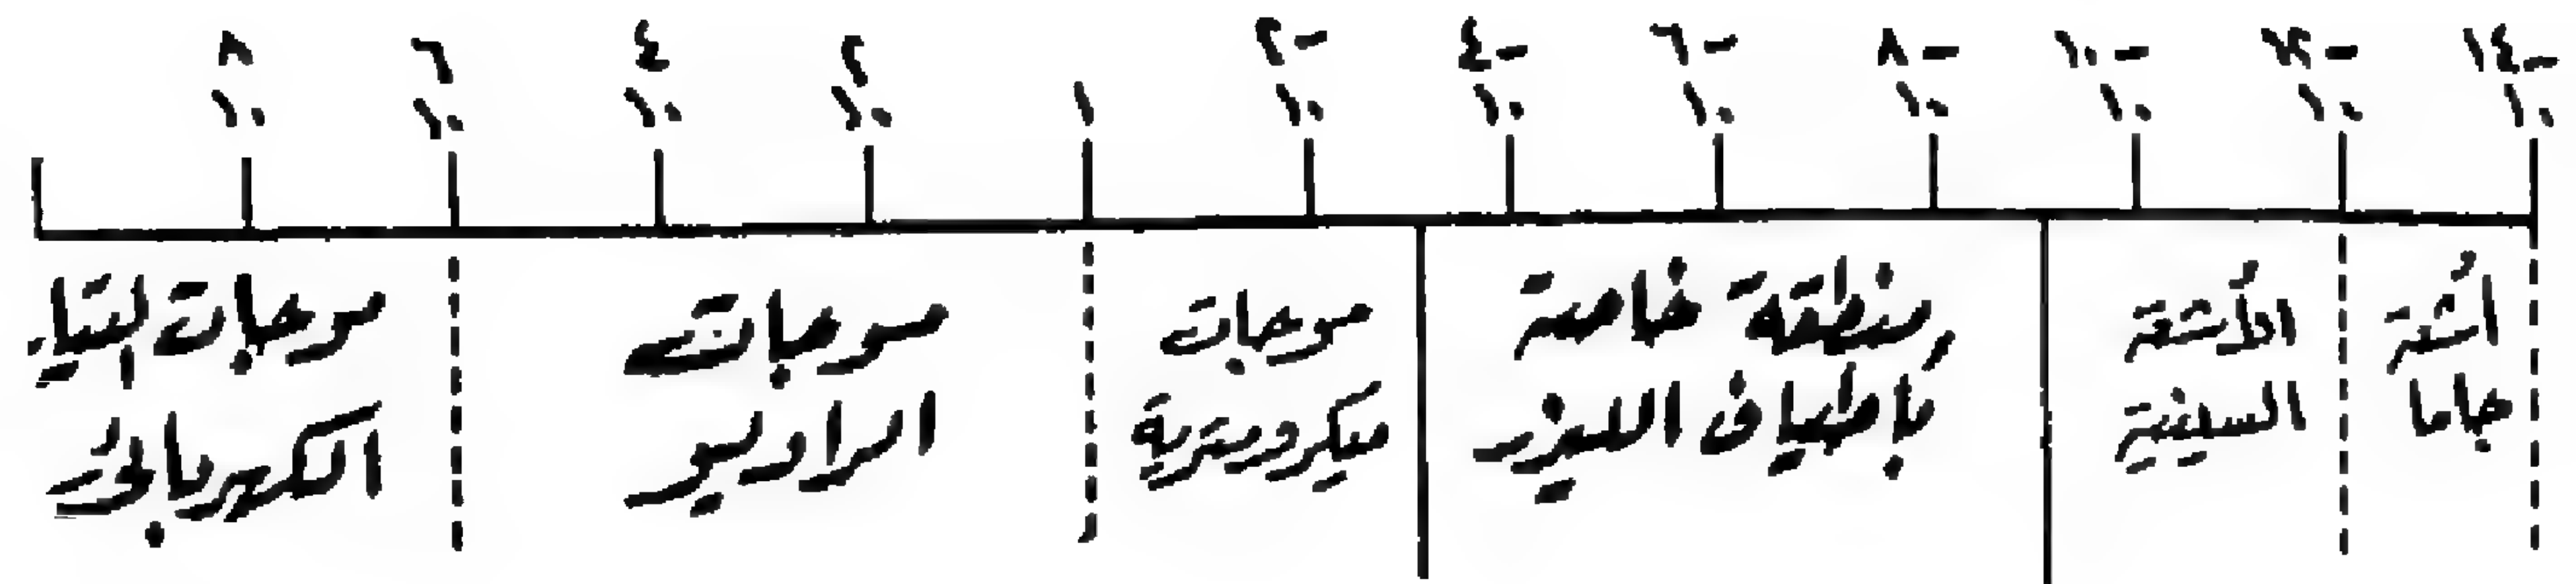 ١٤- ١٢- ١٠- ٨- ٦- ٤- ٢- ٢ ٤ ٦ ٨
١٠ ١٠ ١٠ ١٠ ١٠ ١٠ ١٠ ١ ١٠ ١٠ ١٠ ١٠
أشعة
جاما
الأشعة
السينية
منطقة خاصة
بأطياف الليزر
موجات
ميكرومترية
موجات
الراديو
موجات التيار
الكهربائى